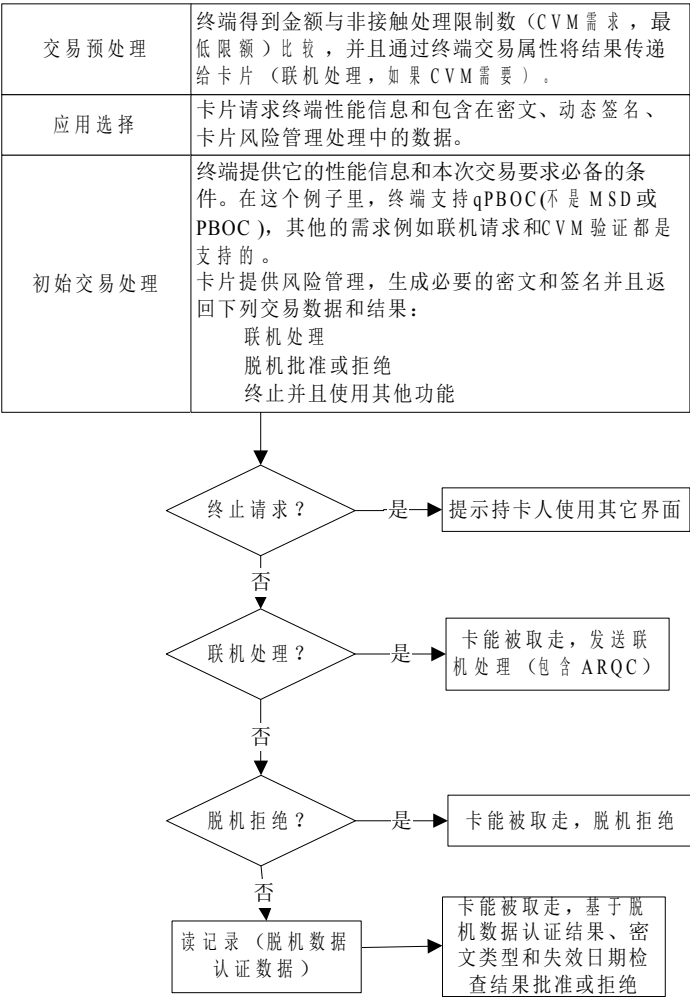 交易预处理
终端得到金额与非接触处理限制数（CVM需求，最
低限额）比较，并且通过终端交易属性将结果传递
给卡片（联机处理，如果CVM需要）。
应用选择
卡片请求终端性能信息和包含在密文、动态签名、
卡片风险管理处理中的数据。
初始交易处理
终端提供它的性能信息和本次交易要求必备的条
件。在这个例子里，终端支持qPBOC(不是MSD或
PBOC )，其他的需求例如联机请求和CVM验证都是
支持的。
卡片提供风险管理，生成必要的密文和签名并且返
回下列交易数据和结果：
联机处理
脱机批准或拒绝
终止并且使用其他功能
终止请求？
是
提示持卡人使用其它界面
否
联机处理？
是
卡能被取走，发送联
机处理（包含 ARQC）
否
脱机拒绝？
是
卡能被取走，脱机拒绝
否
读记录（脱机数据
认证数据）
卡能被取走，基于脱
机数据认证结果、密
文类型和失效日期检
查结果批准或拒绝